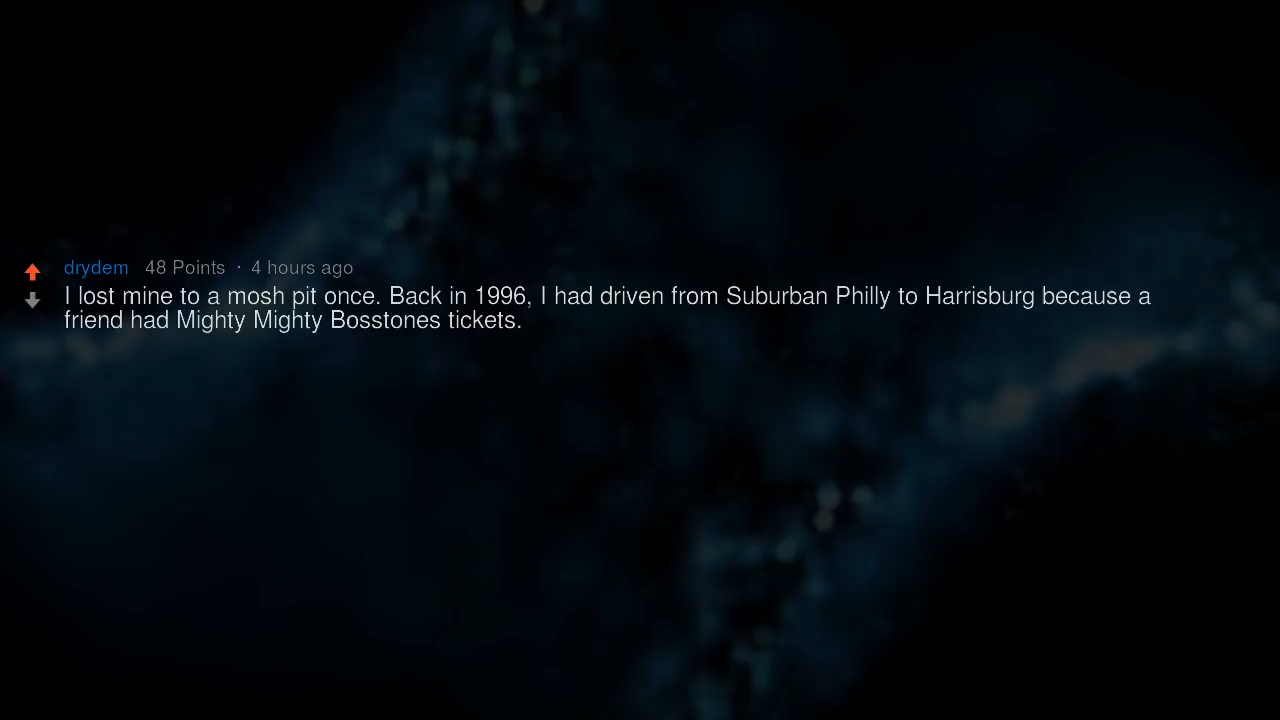 drydem 48 Points · 4 hours ago
I lost mine to a mosh pit once. Back in 1996, I had driven from Suburban Philly to Harrisburg because a
friend had Mighty Mighty Bosstones tickets.